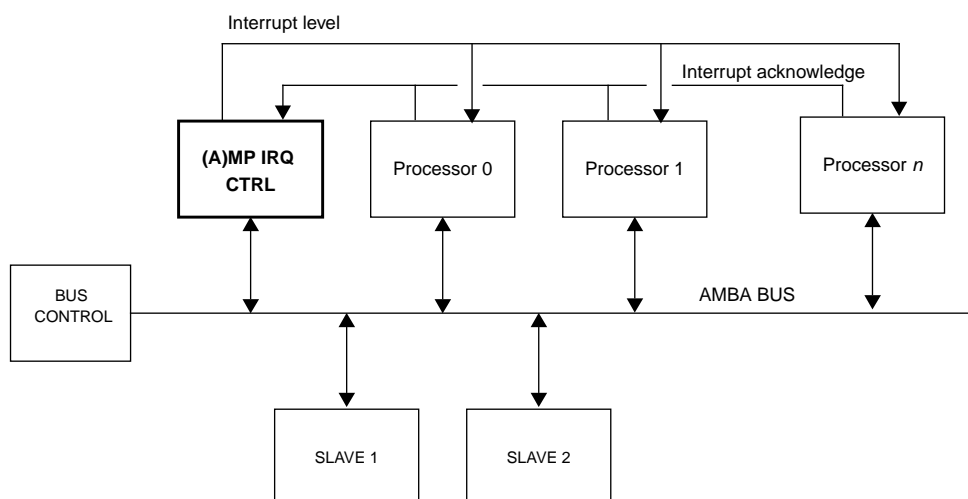 Interrupt level
Interrupt acknowledge
(A)MP IRQ
CTRL
Processor 0
Processor 1
Processor n
BUS
CONTROL
AMBA BUS
SLAVE 1
SLAVE 2